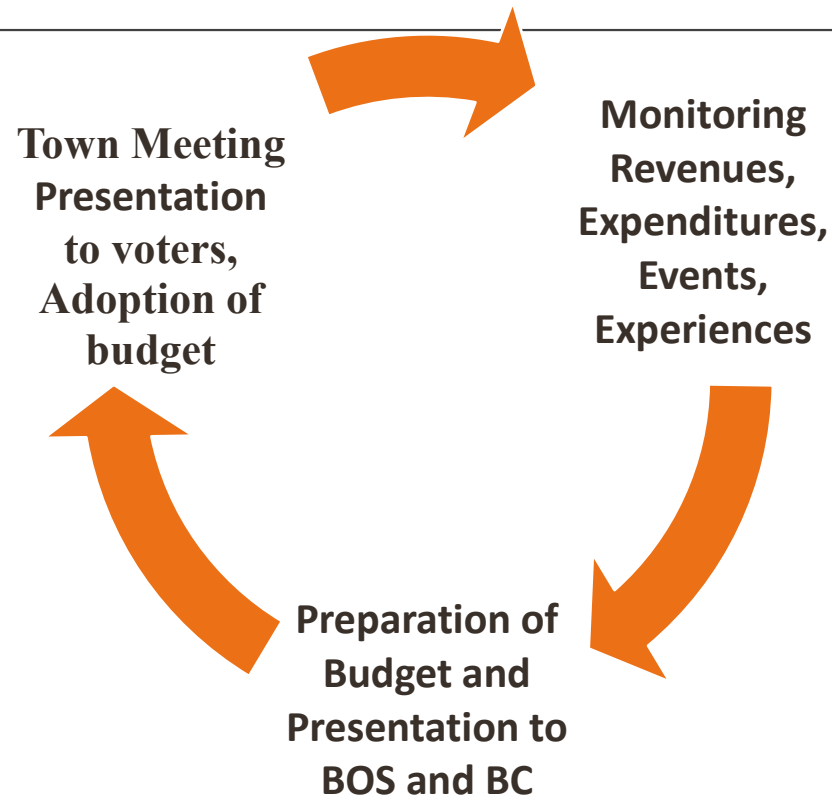 Town Meeting
Presentation
to voters,
Adoption of
budget
Monitoring
Revenues,
Expenditures,
Events,
Experiences
Preparation of
Budget and
Presentation to
BOS and BC